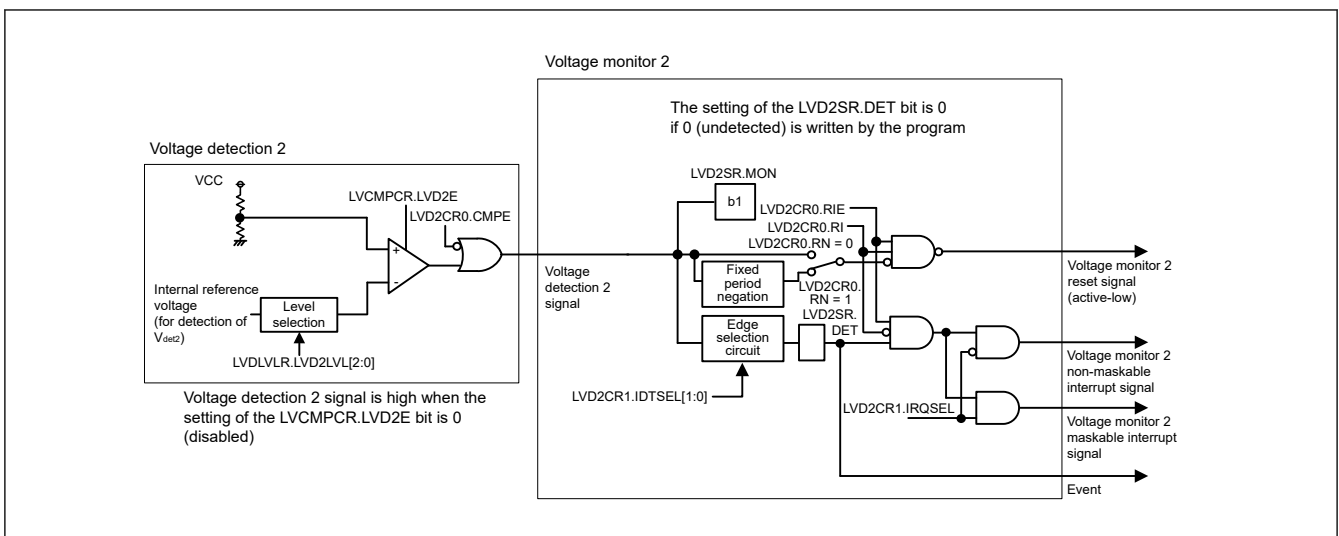 Voltage monitor 2
The setting of the LVD2SR.DET bit is 0
if 0 (undetected) is written by the program
Voltage detection 2
VCC
LVCMPCR.LVD2E
LVD2CR0.CMPE
Internal reference
voltage
(for detection of
Vdet2)
Level
selection
LVDLVLR.LVD2LVL[2:0]
Voltage detection 2 signal is high when the
setting of the LVCMPCR.LVD2E bit is 0
(disabled)
Voltage
detection 2
signal
LVD2SR.MON
b1
LVD2CR0.RIE
LVD2CR0.RI
LVD2CR0.RN = 0
Fixed
period
negation
LVD2CR0.
RN = 1
LVD2SR.
DET
Edge
selection
circuit
LVD2CR1.IDTSEL[1:0]
LVD2CR1.IRQSEL
Voltage monitor 2
reset signal
(active-low)
Voltage monitor 2
non-maskable
interrupt signal
Voltage monitor 2
maskable interrupt
signal
Event
+
-